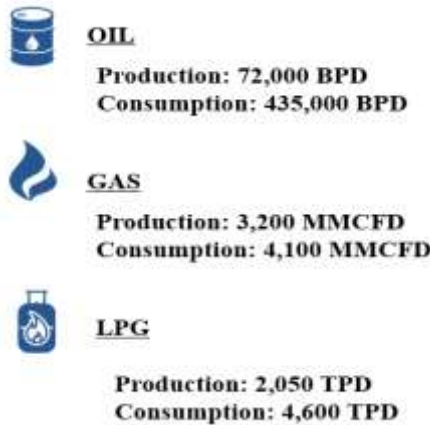 OIL
Production: 72,000 BPD
Consumption: 435,000 BPD
GAS
Production: 3,200 MMCFD
Consumption: 4,100 MMCFD
LPG
Production: 2,050 TPD
Consumption: 4,600 TPD